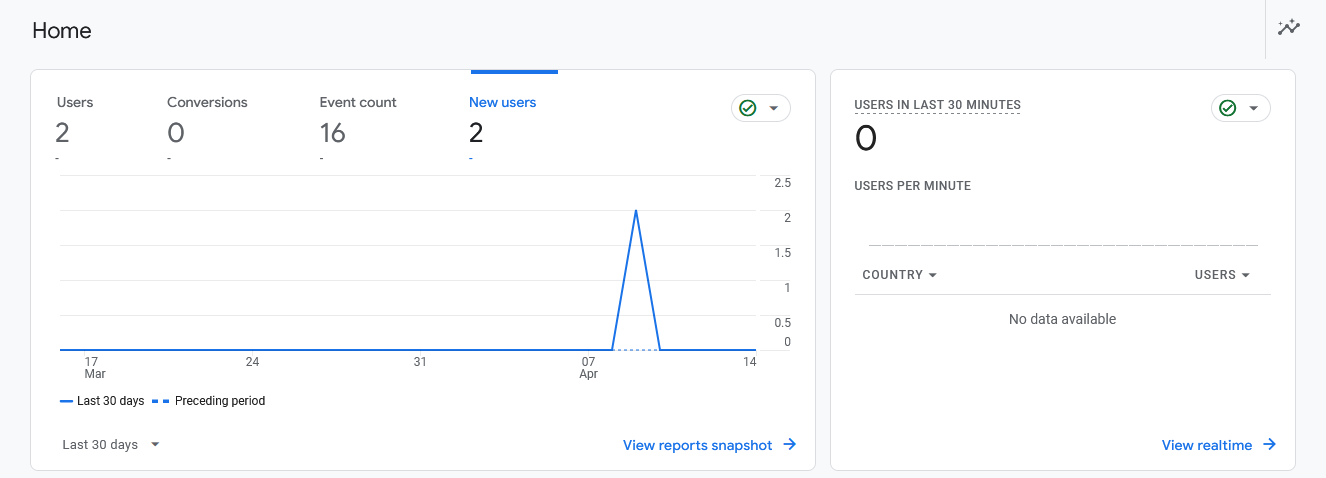 Home
Users
2
-
Conversions
0
-
Event count
16
-
New users
2
-
2.5
2
1.5
1
0.5
0
17
Mar
24
31
07
Apr
14
Last 30 days
Preceding period
Last 30 days
View reports snapshot
USERS IN LAST 30 MINUTES
0
USERS PER MINUTE
COUNTRY
USERS
No data available
View realtime